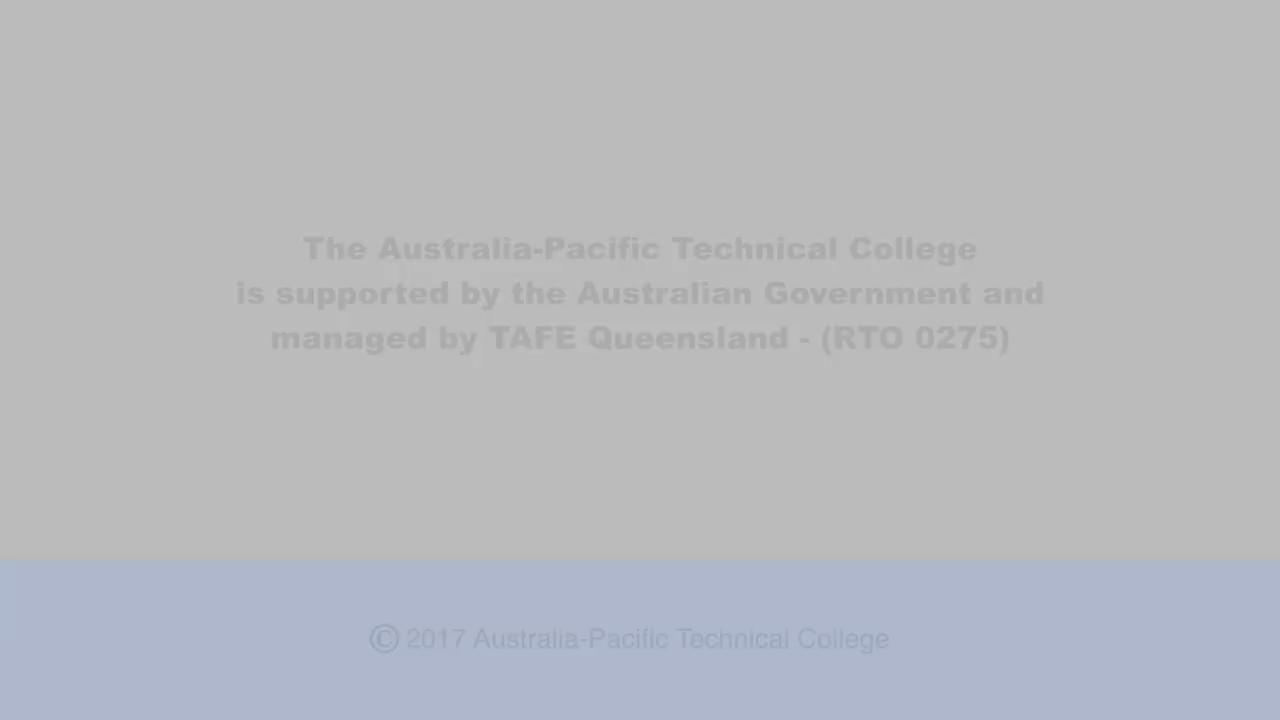 The Australia-Pacific Technical College
is supported by the Australian Government and
managed by TAFE Queensland - (RTO 0275)
© 2017 Australia-Pacific Technical College